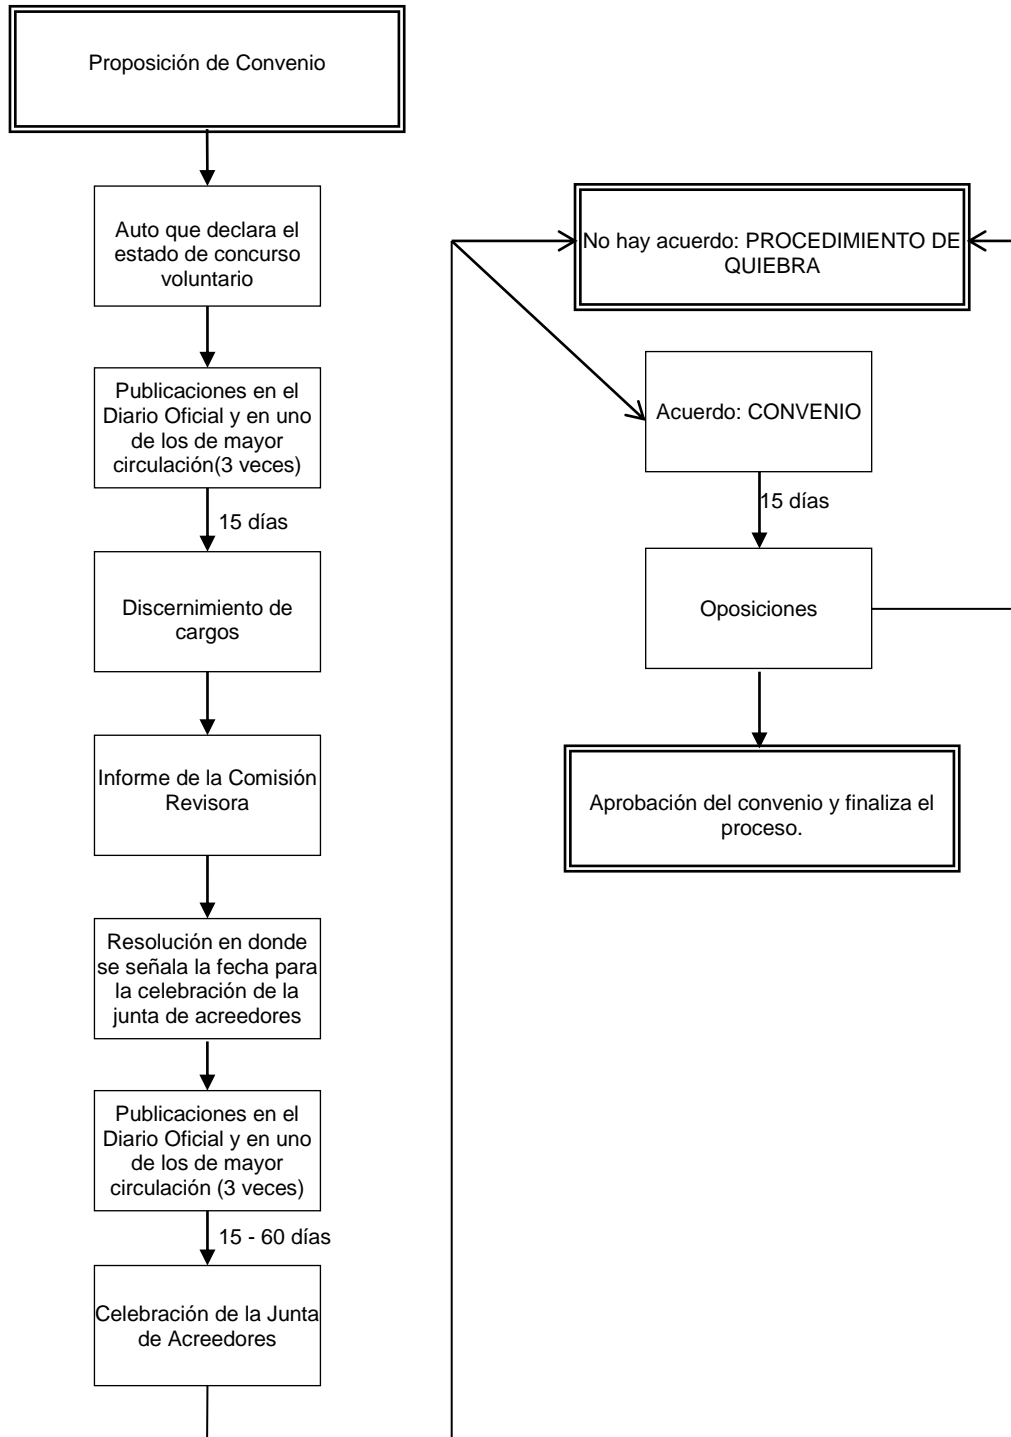 Proposición de Convenio
Auto que declara el
estado de concurso
voluntario
Publicaciones en el
Diario Oficial y en uno
de los de mayor
circulación(3 veces)
15 días
Discernimiento de
cargos
Informe de la Comisión
Revisora
Resolución en donde
se señala la fecha para
la celebración de la
junta de acreedores
Publicaciones en el
Diario Oficial y en uno
de los de mayor
circulación (3 veces)
15 - 60 días
Celebración de la Junta
de Acreedores
No hay acuerdo: PROCEDIMIENTO DE
QUIEBRA
Acuerdo: CONVENIO
15 días
Oposiciones
Aprobación del convenio y finaliza el
proceso.